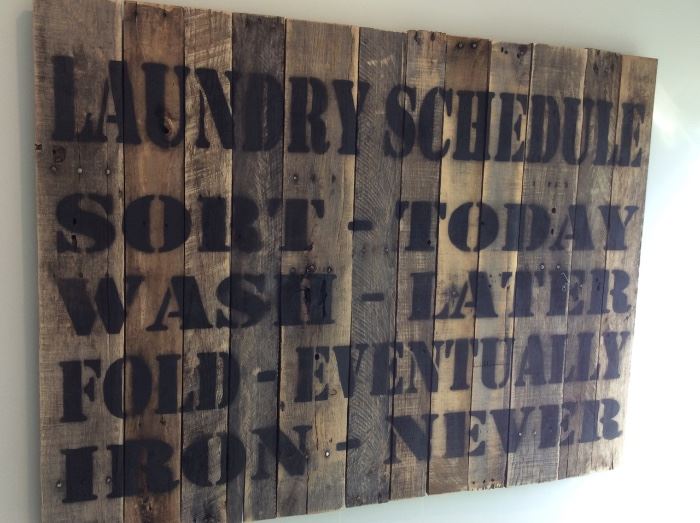 LAUNDRY SCHEDULE
SORT - TODAY
WASH - LATER
FOLD - EVENTUALLY
IRON - NEVER